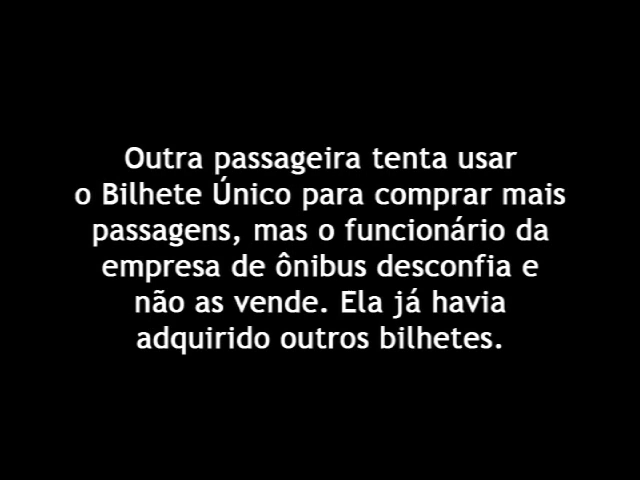 Outra passageira tenta usar
o Bilhete Único para comprar mais
passagens, mas o funcionário da
empresa de ônibus desconfia e
não as vende. Ela já havia
adquirido outros bilhetes.